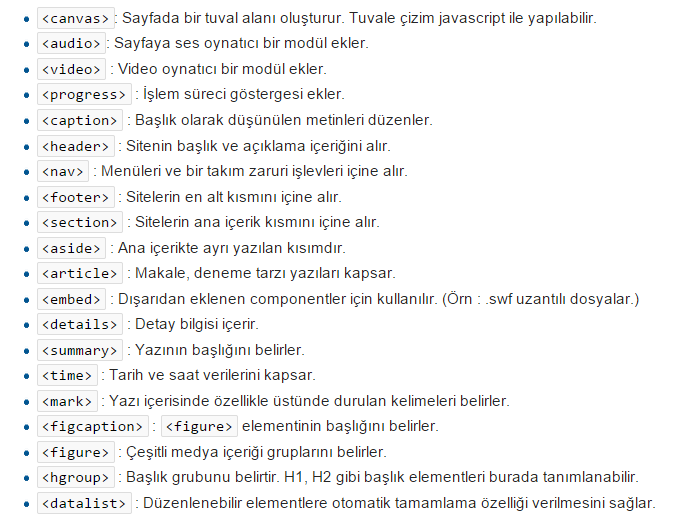 <canvas>: Sayfada bir tuval alanı oluşturur. Tuvale çizim javascript ile yapılabilir.
<audio>: Sayfaya ses oynatıcı bir modül ekler.
<video> : Video oynatıcı bir modül ekler.
<progress> : İşlem süreci göstergesi ekler.
<caption> : Başlık olarak düşünülen metinleri düzenler.
<header> : Sitenin başlık ve açıklama içeriğini alır.
<nav> : Menüleri ve bir takım zaruri işlevleri içine alır.
<footer> : Sitelerin en alt kısmını içine alır.
<section> : Sitelerin ana içerik kısmını içine alır.
<aside> : Ana içerikte ayrı yazılan kısımdır.
<article> : Makale, deneme tarzı yazıları kapsar.
<embed> : Dışarıdan eklenen componentler için kullanılır. (Örn : .swf uzantılı dosyalar.)
<details> : Detay bilgisi içerir.
<summary> : Yazının başlığını belirler.
<time> : Tarih ve saat verilerini kapsar.
<mark> : Yazı içerisinde özellikle üstünde durulan kelimeleri belirler.
<figcaption> : <figure> elementinin başlığını belirler.
<figure> : Çeşitli medya içeriği gruplarını belirler.
<hgroup> : Başlık grubunu belirtir. H1, H2 gibi başlık elementleri burada tanımlanabilir.
<datalist> : Düzenlenebilir elementlere otomatik tamamlama özelliği verilmesini sağlar.